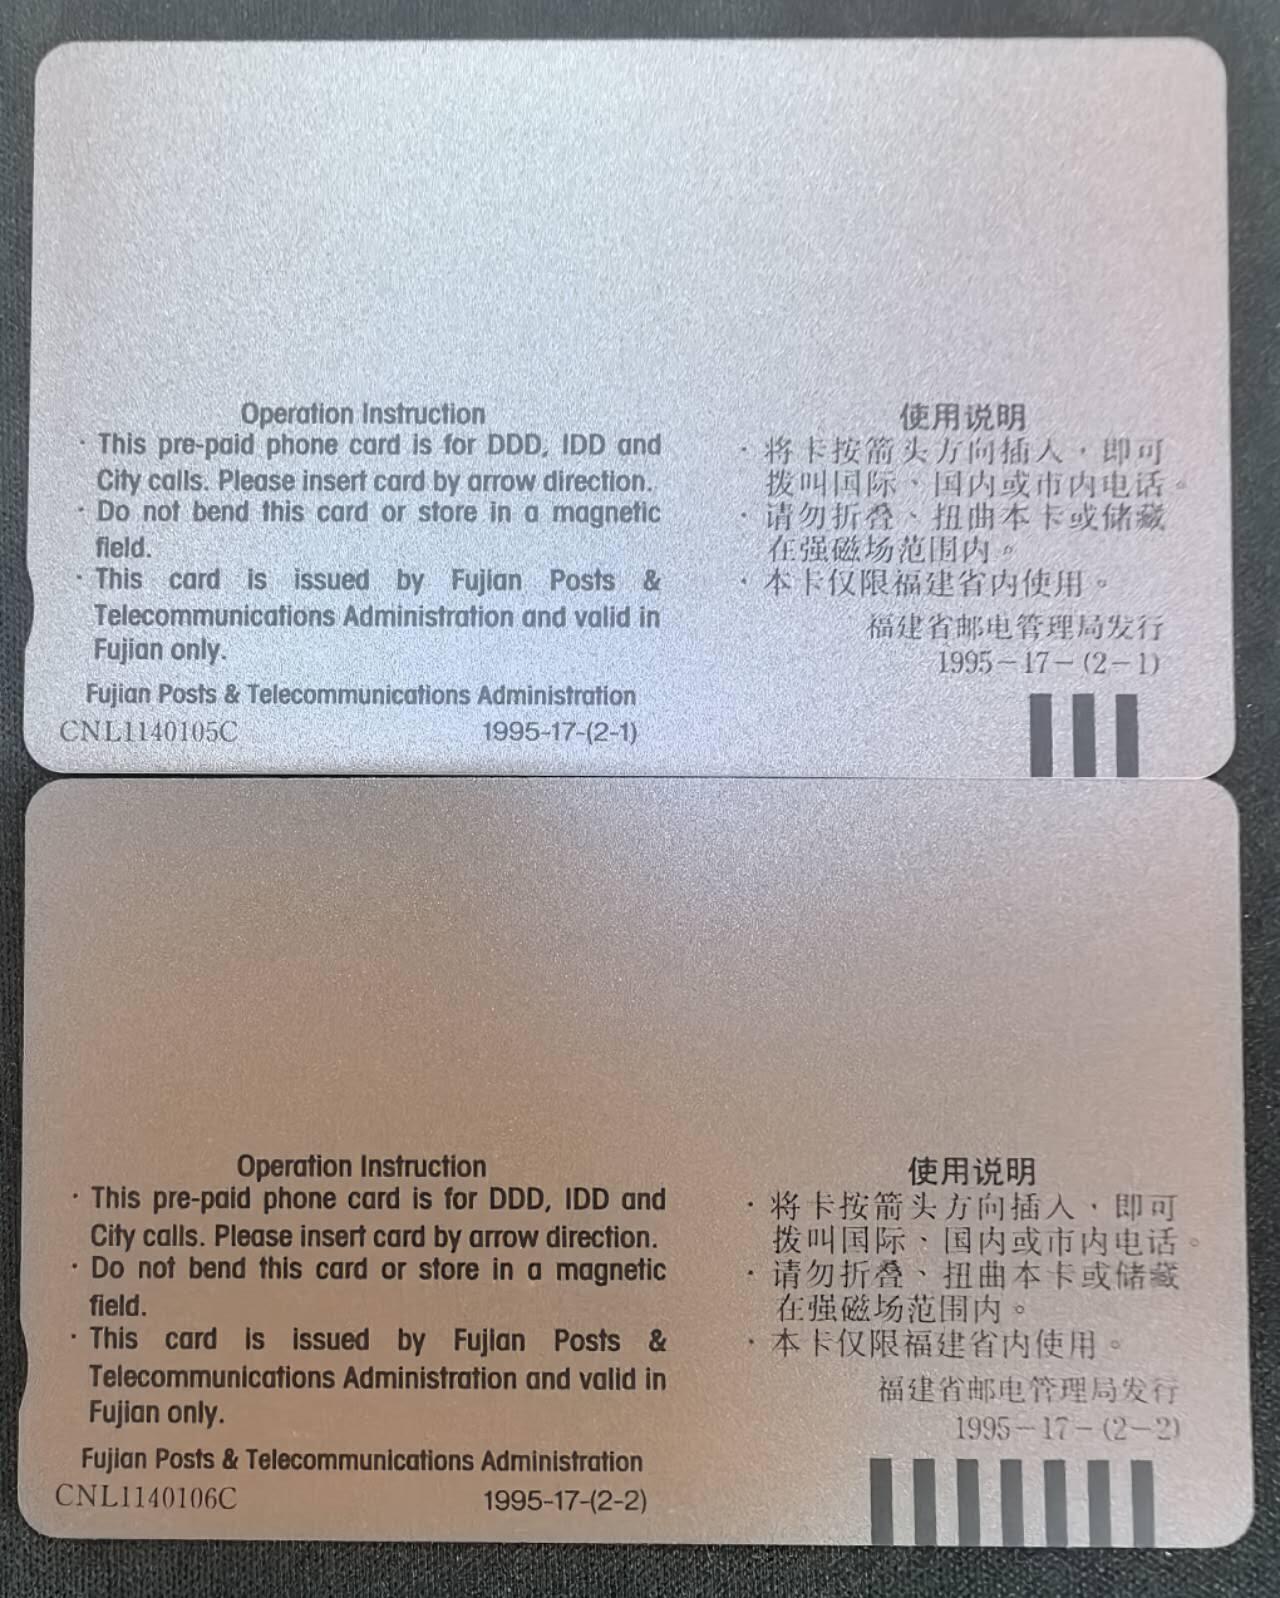 Operation Instruction
· This pre-paid phone card is for DDD, IDD and
City calls. Please insert card by arrow direction.
· Do not bend this card or store in a magnetic
field.
· This card is issued by Fujian Posts &
Telecommunications Administration and valid in
Fujian only.
Fujian Posts & Telecommunications Administration
CNL1140105C 1995-17-(2-1)
使用说明
· 将卡按箭头方向插入，即可
拨叫国际、国内或市内电话。
· 请勿折叠、扭曲本卡或储藏
在强磁场范围内。
· 本卡仅限福建省内使用。
福建省邮电管理局发行
1995－17－(2－1)
Operation Instruction
· This pre-paid phone card is for DDD, IDD and
City calls. Please insert card by arrow direction.
· Do not bend this card or store in a magnetic
field.
· This card is issued by Fujian Posts &
Telecommunications Administration and valid in
Fujian only.
Fujian Posts & Telecommunications Administration
CNL1140106C 1995-17-(2-2)
使用说明
· 将卡按箭头方向插入，即可
拨叫国际、国内或市内电话。
· 请勿折叠、扭曲本卡或储藏
在强磁场范围内。
· 本卡仅限福建省内使用。
福建省邮电管理局发行
1995－17－(2－2)